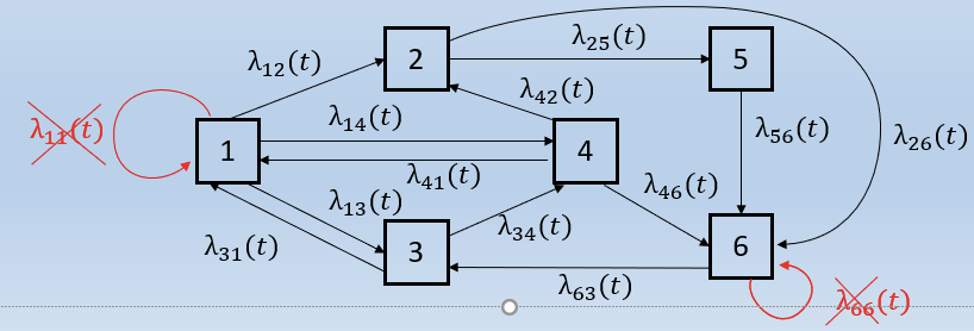 λ₂₅(t)
2
5
λ₁₂(t)
λ₄₂(t)
λ₁₁(t)
λ₁₄(t)
λ₅₆(t)
λ₂₆(t)
1
4
λ₄₁(t)
λ₄₆(t)
λ₁₃(t)
λ₃₁(t)
3
λ₃₄(t)
6
λ₆₃(t)
λ₆₆(t)